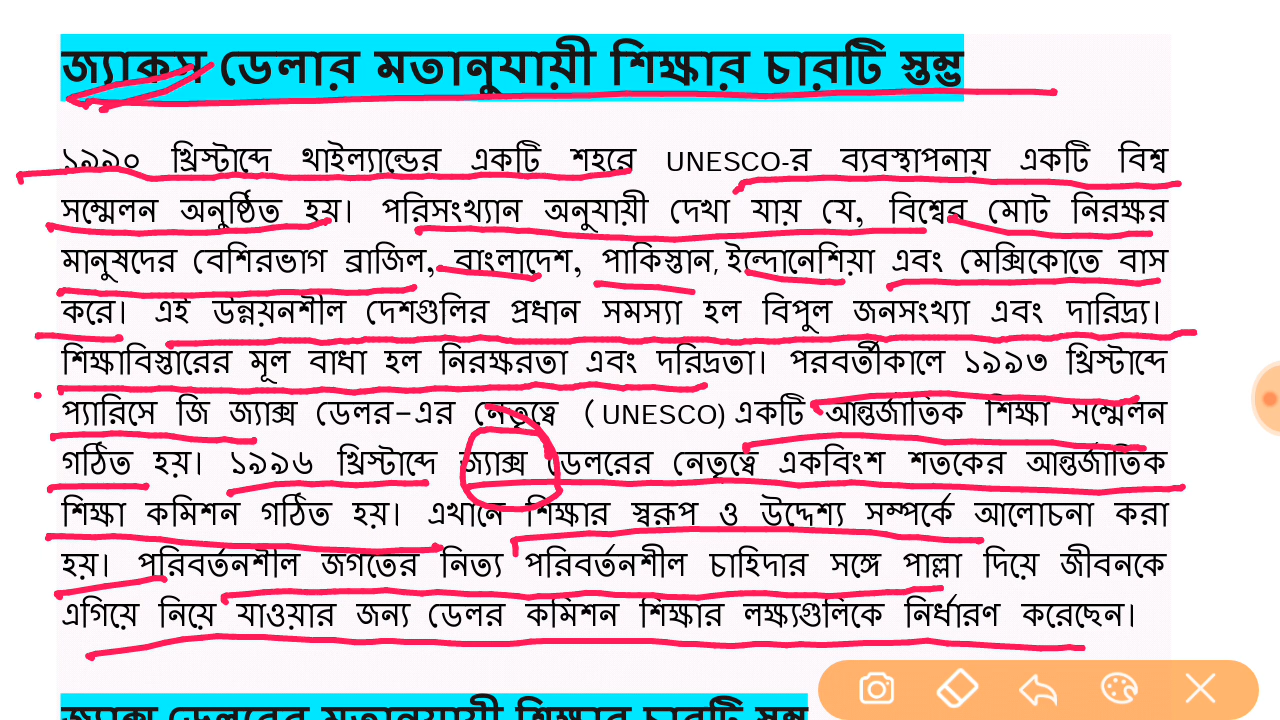 জ্যাকস ডেলার মতানুযায়ী শিক্ষার চারটি স্তম্ভ
১৯৯০ খ্রিস্টাব্দে থাইল্যান্ডের একটি শহরে UNESCO-র ব্যবস্থাপনায় একটি বিশ্ব
সম্মেলন অনুষ্ঠিত হয়। পরিসংখ্যান অনুযায়ী দেখা যায় যে, বিশ্বের মোট নিরক্ষর
মানুষদের বেশিরভাগ ব্রাজিল, বাংলাদেশ, পাকিস্তান, ইন্দোনেশিয়া এবং মেক্সিকোতে বাস
করে। এই উন্নয়নশীল দেশগুলির প্রধান সমস্যা হল বিপুল জনসংখ্যা এবং দারিদ্র্য।
শিক্ষাবিস্তারের মূল বাধা হল নিরক্ষরতা এবং দরিদ্রতা। পরবর্তীকালে ১৯৯৩ খ্রিস্টাব্দে
প্যারিসে জি জ্যাক্স ডেলর–এর নেতৃত্বে (UNESCO) একটি আন্তর্জাতিক শিক্ষা সম্মেলন
গঠিত হয়। ১৯৯৬ খ্রিস্টাব্দে জ্যাক্স ডেলরের নেতৃত্বে একবিংশ শতকের আন্তর্জাতিক
শিক্ষা কমিশন গঠিত হয়। এখানে শিক্ষার স্বরূপ ও উদ্দেশ্য সম্পর্কে আলোচনা করা
হয়। পরিবর্তনশীল জগতের নিত্য পরিবর্তনশীল চাহিদার সঙ্গে পাল্লা দিয়ে জীবনকে
এগিয়ে নিয়ে যাওয়ার জন্য ডেলর কমিশন শিক্ষার লক্ষ্যগুলিকে নির্ধারণ করেছেন।
জ্যাক্স ডেলরের মতানুযায়ী শিক্ষার চারটি স্তম্ভ